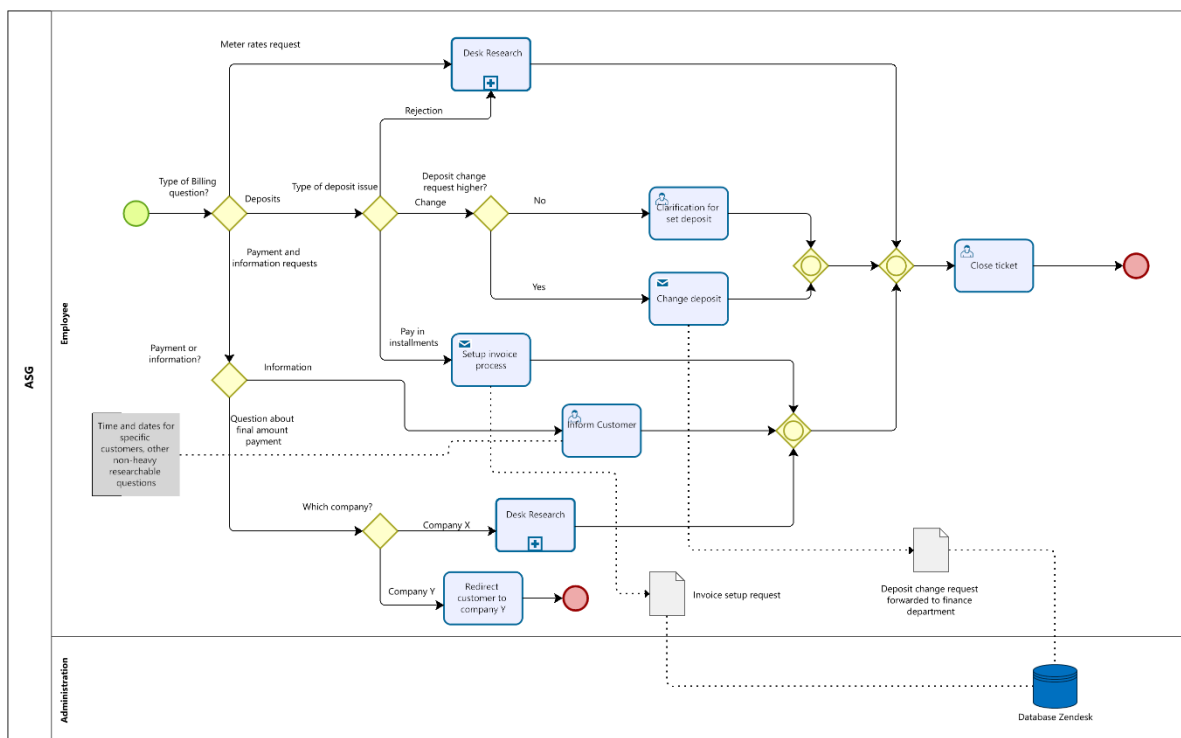 ASG
Employee
Administration
Meter rates request
Desk Research
Rejection
Type of Billing
question?
Deposits
Type of deposit issue
Change
Deposit change
request higher?
No
Clarification for
set deposit
Payment and
information requests
Yes
Change deposit
Close ticket
Pay in
installments
Setup invoice
process
Payment or
information?
Information
Inform Customer
Question about
final amount
payment
Time and dates for
specific
customers, other
non-heavy
researchable
questions
Which company?
Company X
Desk Research
Company Y
Redirect
customer to
company Y
Invoice setup request
Deposit change request
forwarded to finance
department
Database Zendesk